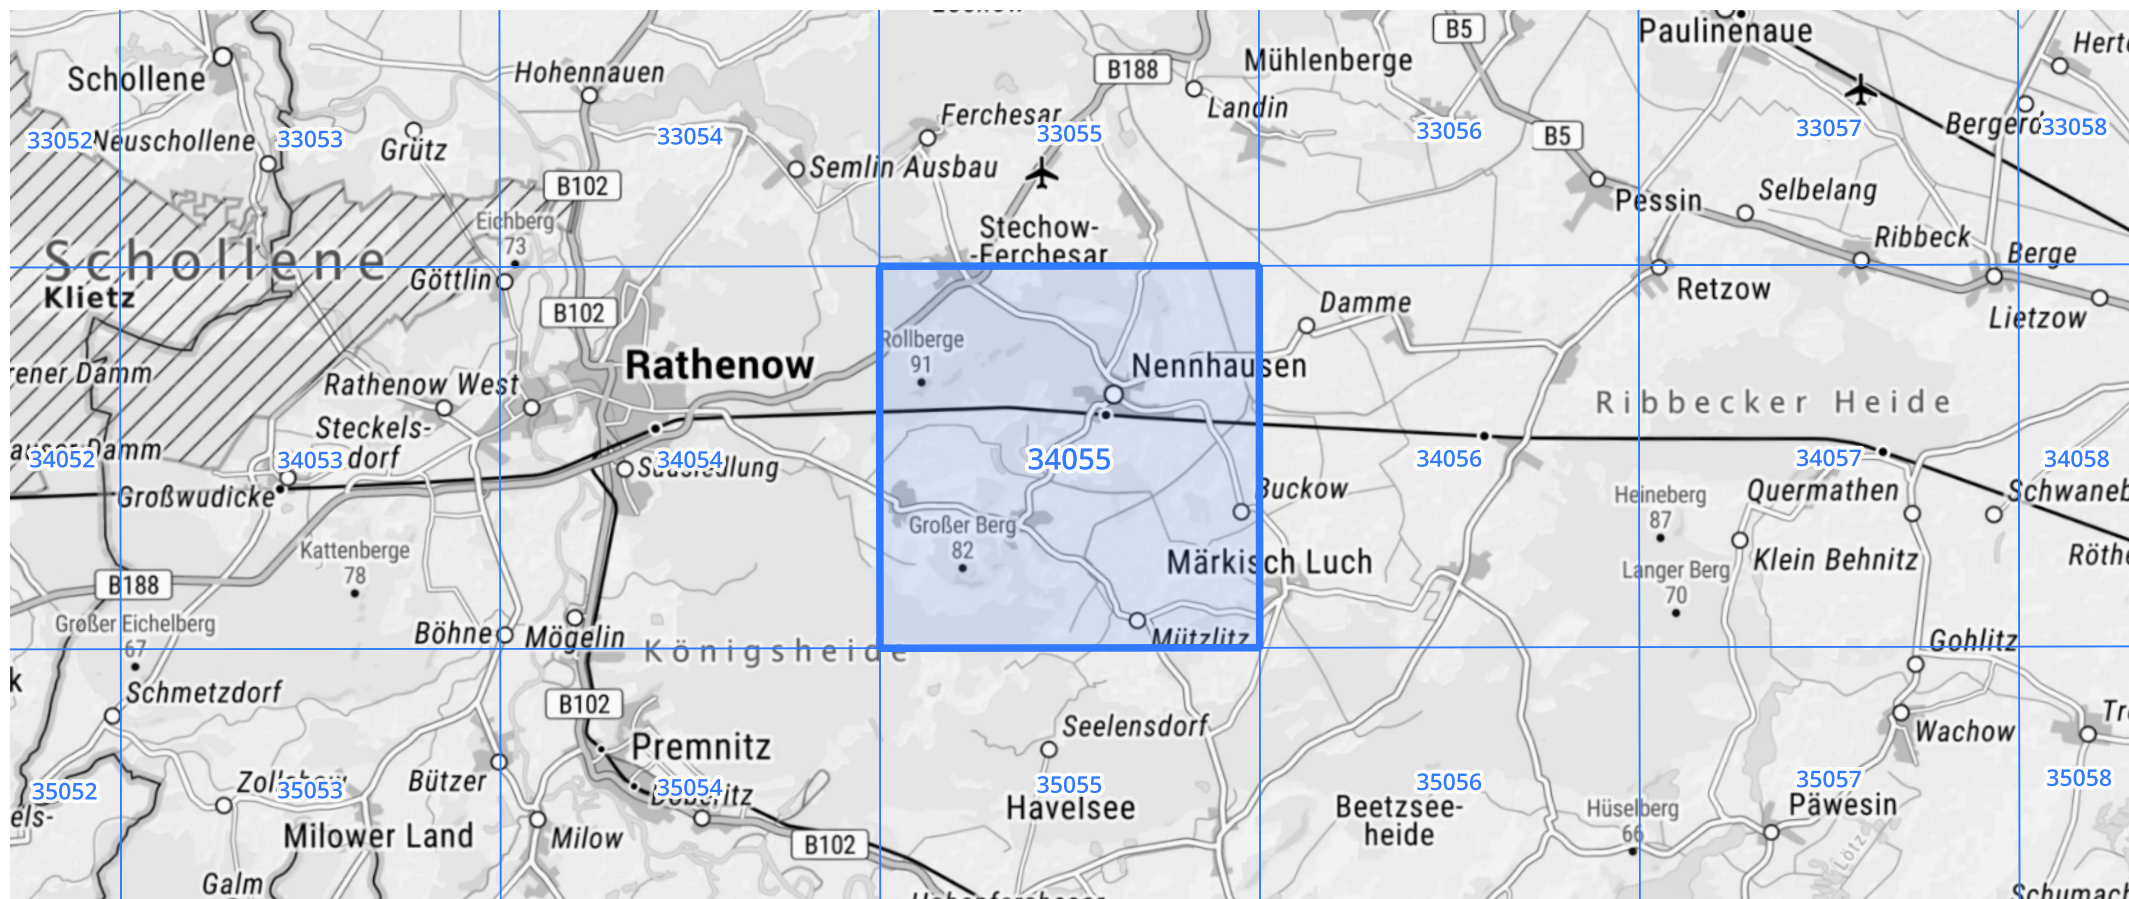 B5
Paulinenaue
Schollene
Hohennauen
B188
Mühlenberge
Landin
Ferchesar
33052
Neuschollene
33053
Grütz
33054
33055
33056
B5
33057
33058
Semlin Ausbau
B102
Pessin
Selbelang
Eichberg
73
Stechow-
-Ferchesar
Ribbeck
Berge
Schollene
Klietz
Göttlin
B102
Damme
Retzow
Lietzow
Rollberge
91
Rathenow
Nennhausen
Rathenow West
Ribbecker Heide
Steckels-
dorf
34052
34053
34054
34055
34056
34057
34058
Großwudicke
Buckow
Heineberg
87
Quermathen
Großer Berg
82
Kattenberge
78
B188
Märkisch Luch
Klein Behnitz
Langer Berg
70
Großer Eichelberg
67
Böhne
Mögelin
Königsheide
Mützlitz
Gohlitz
Schmetzdorf
B102
Seelensdorf
Wachow
Premnitz
Bützer
35052
35053
35054
35055
35056
35057
35058
Döberitz
Milower Land
Milow
B102
Havelsee
Beetzsee-
heide
Hüselberg
66
Päwesin
Galm